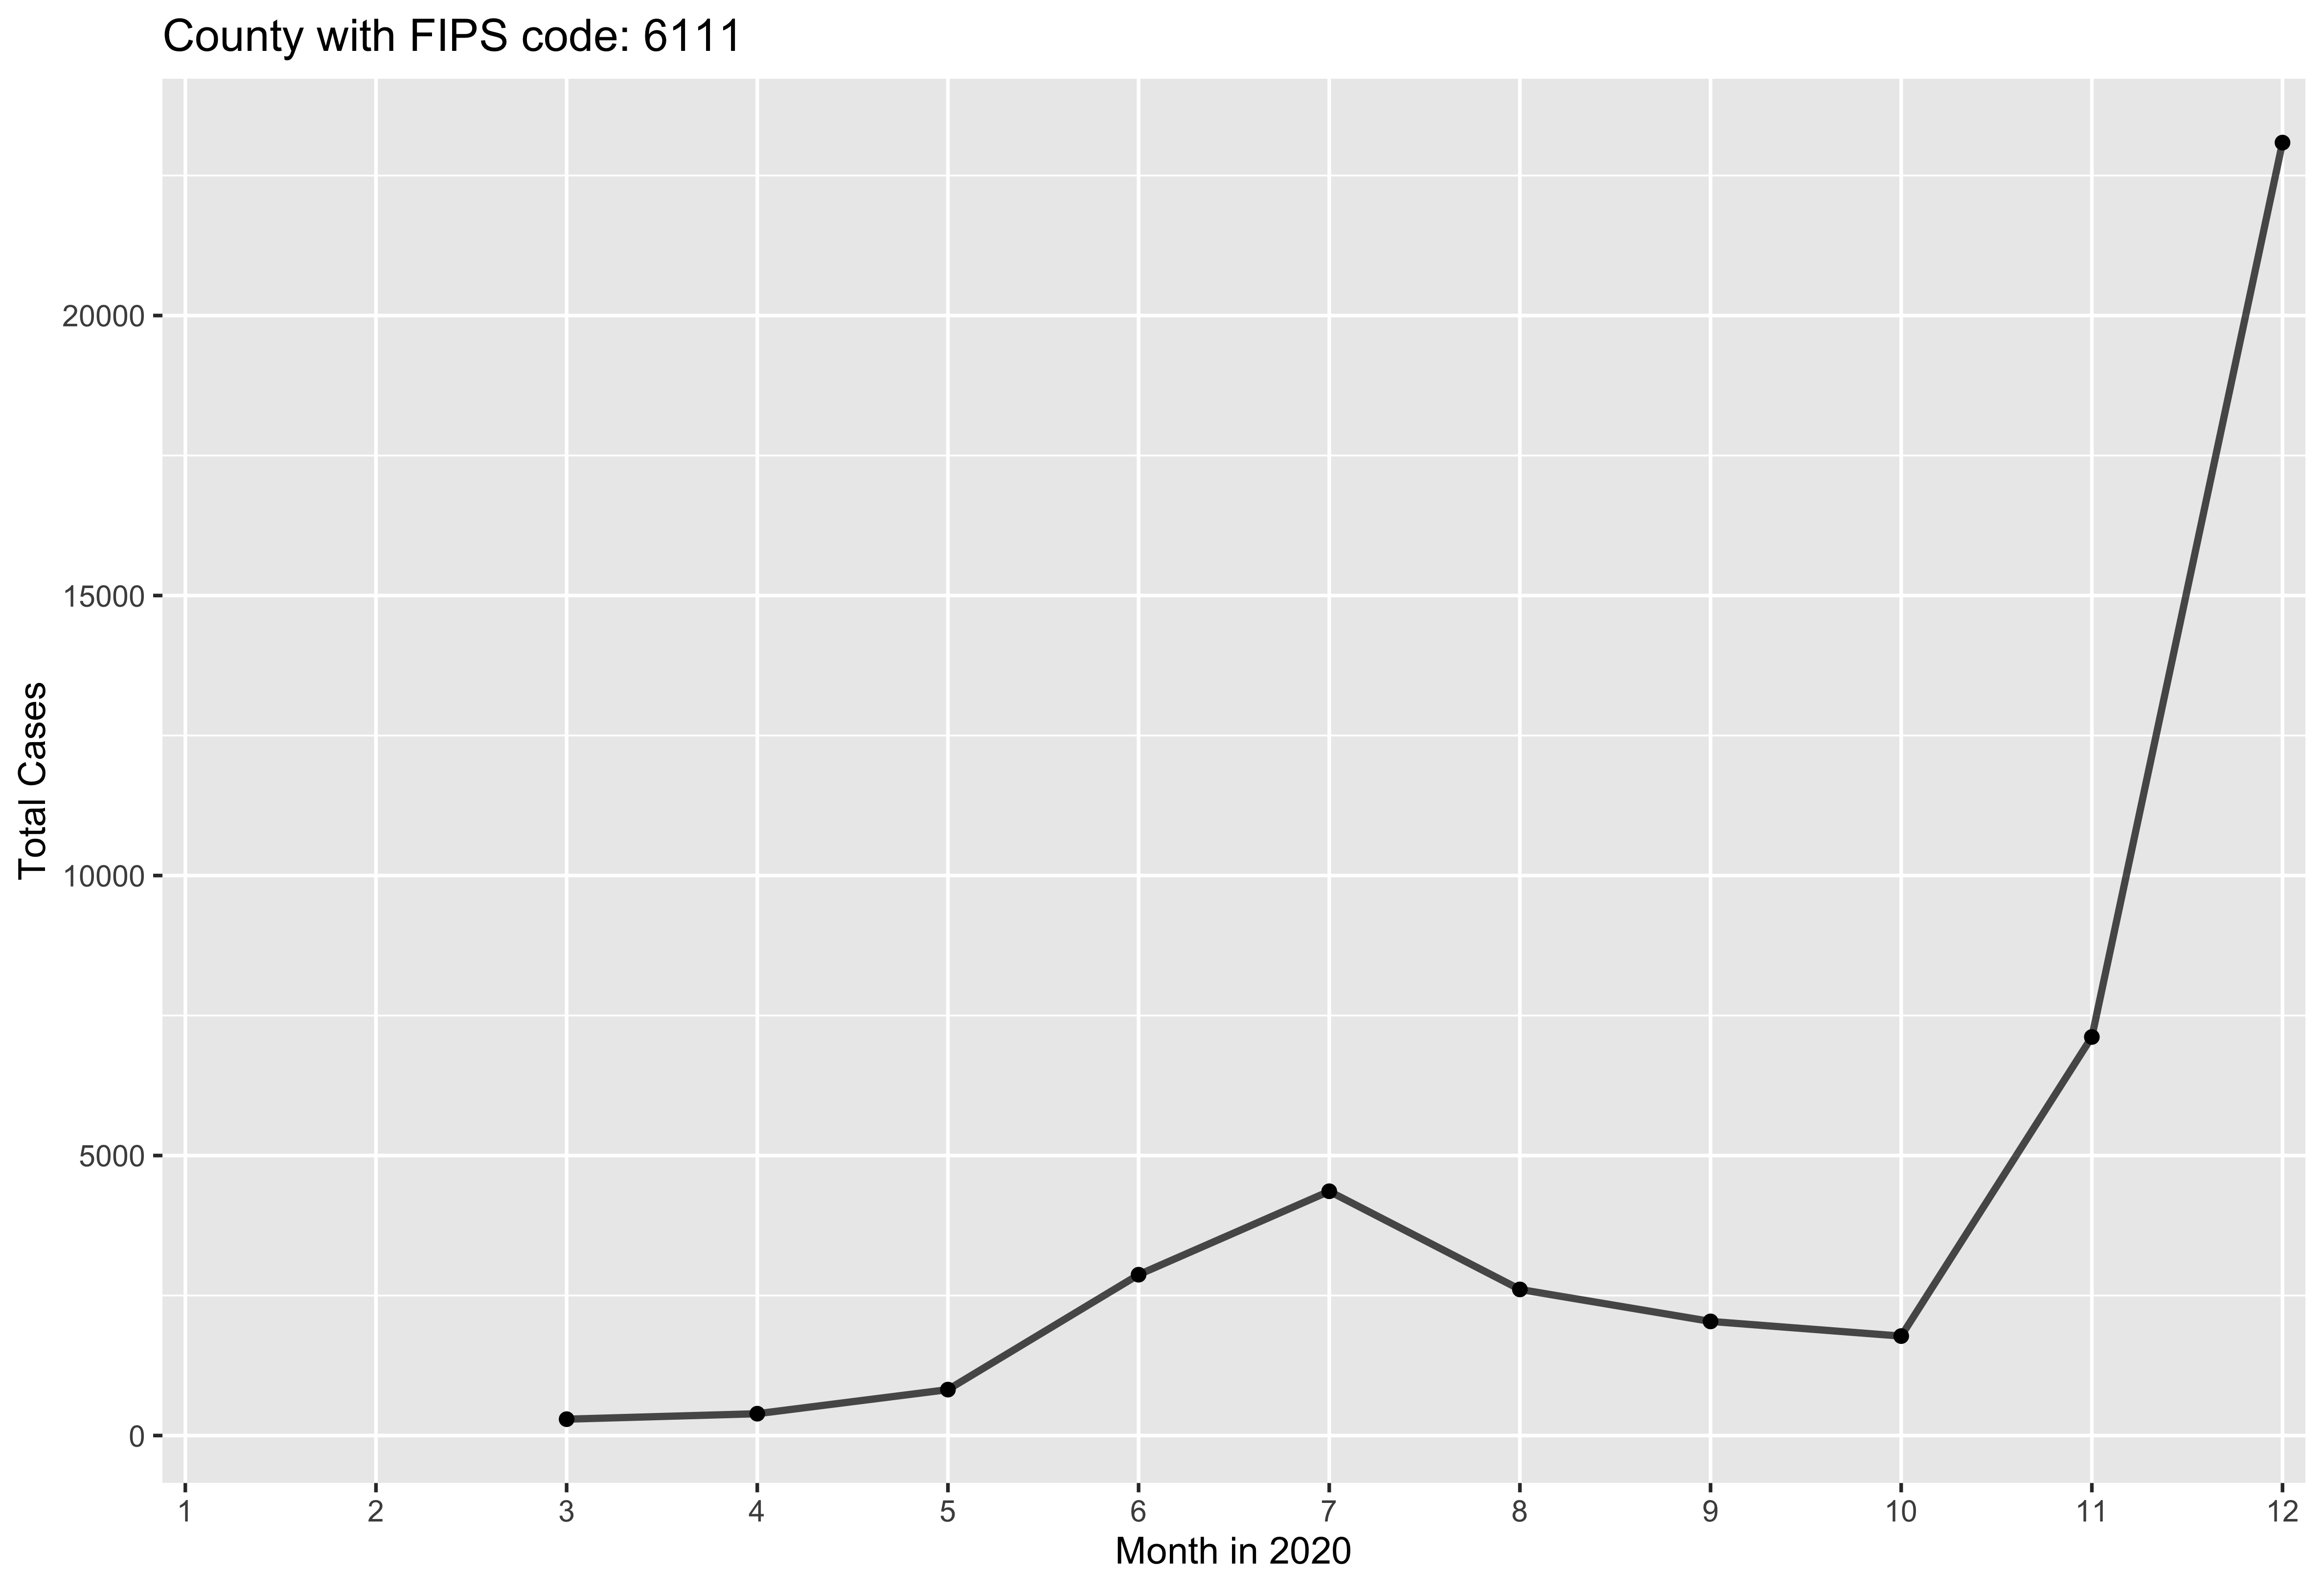 County with FIPS code: 6111
Total Cases
20000
15000
10000
5000
0
1 2 3 4 5 6 7 8 9 10 11 12
Month in 2020